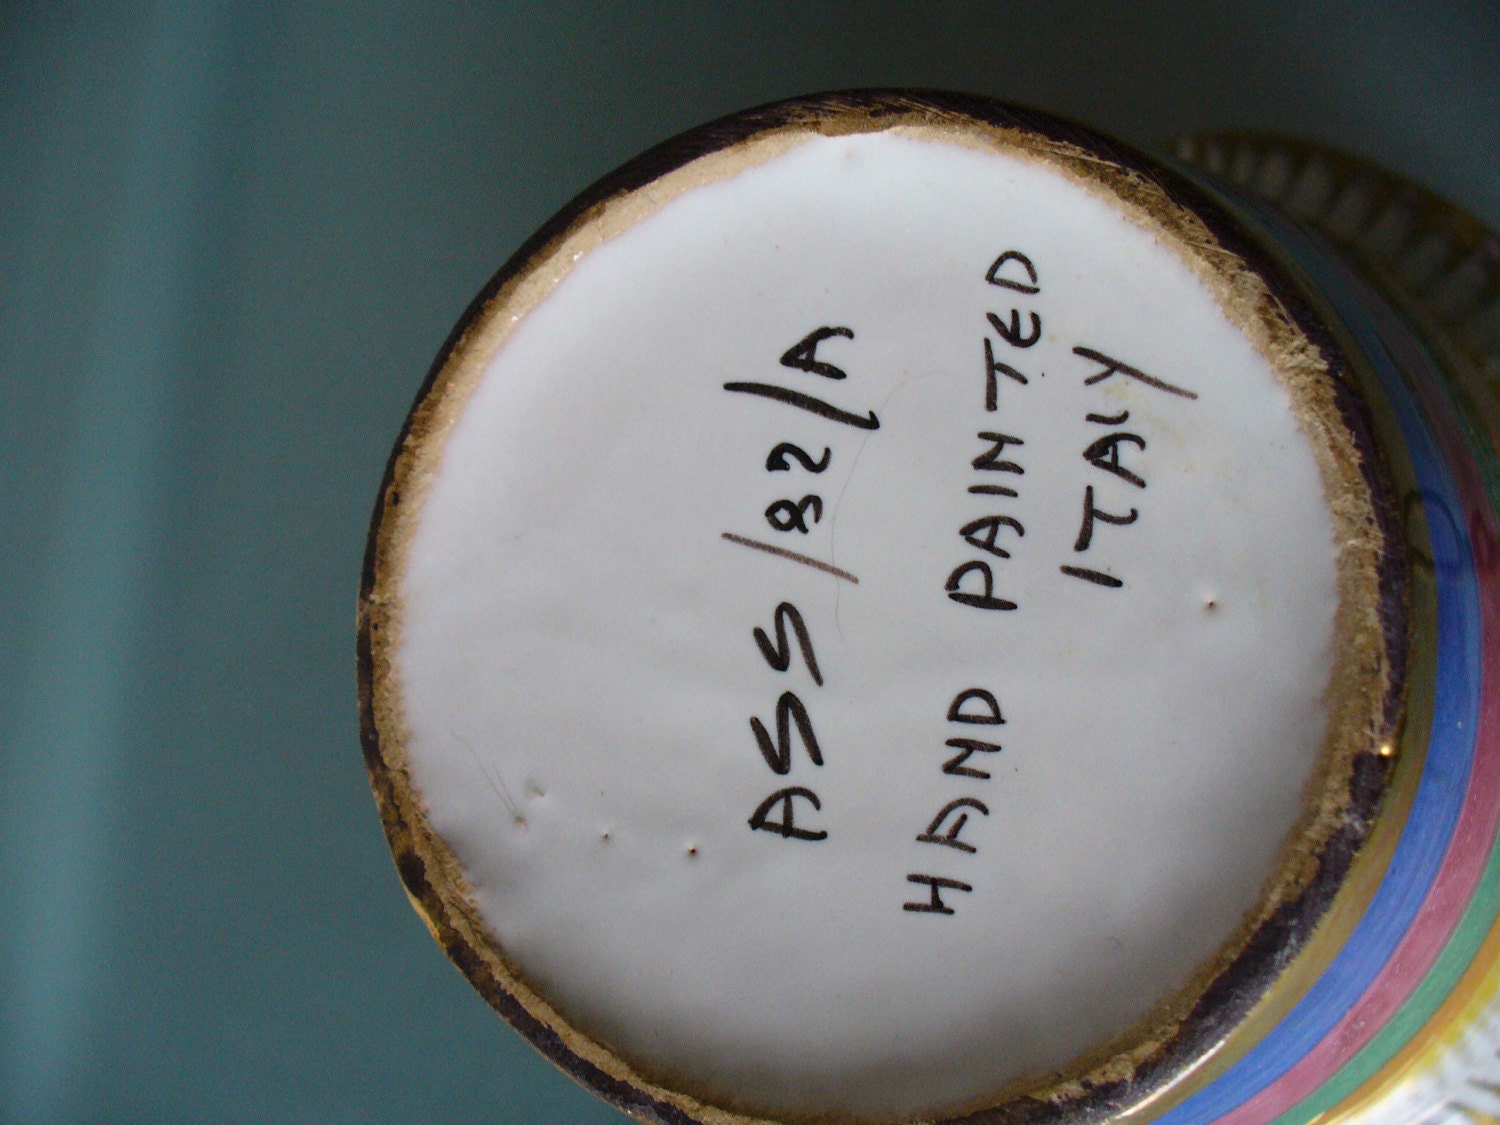 ASS/82/A
HAND PAINTED
ITALY